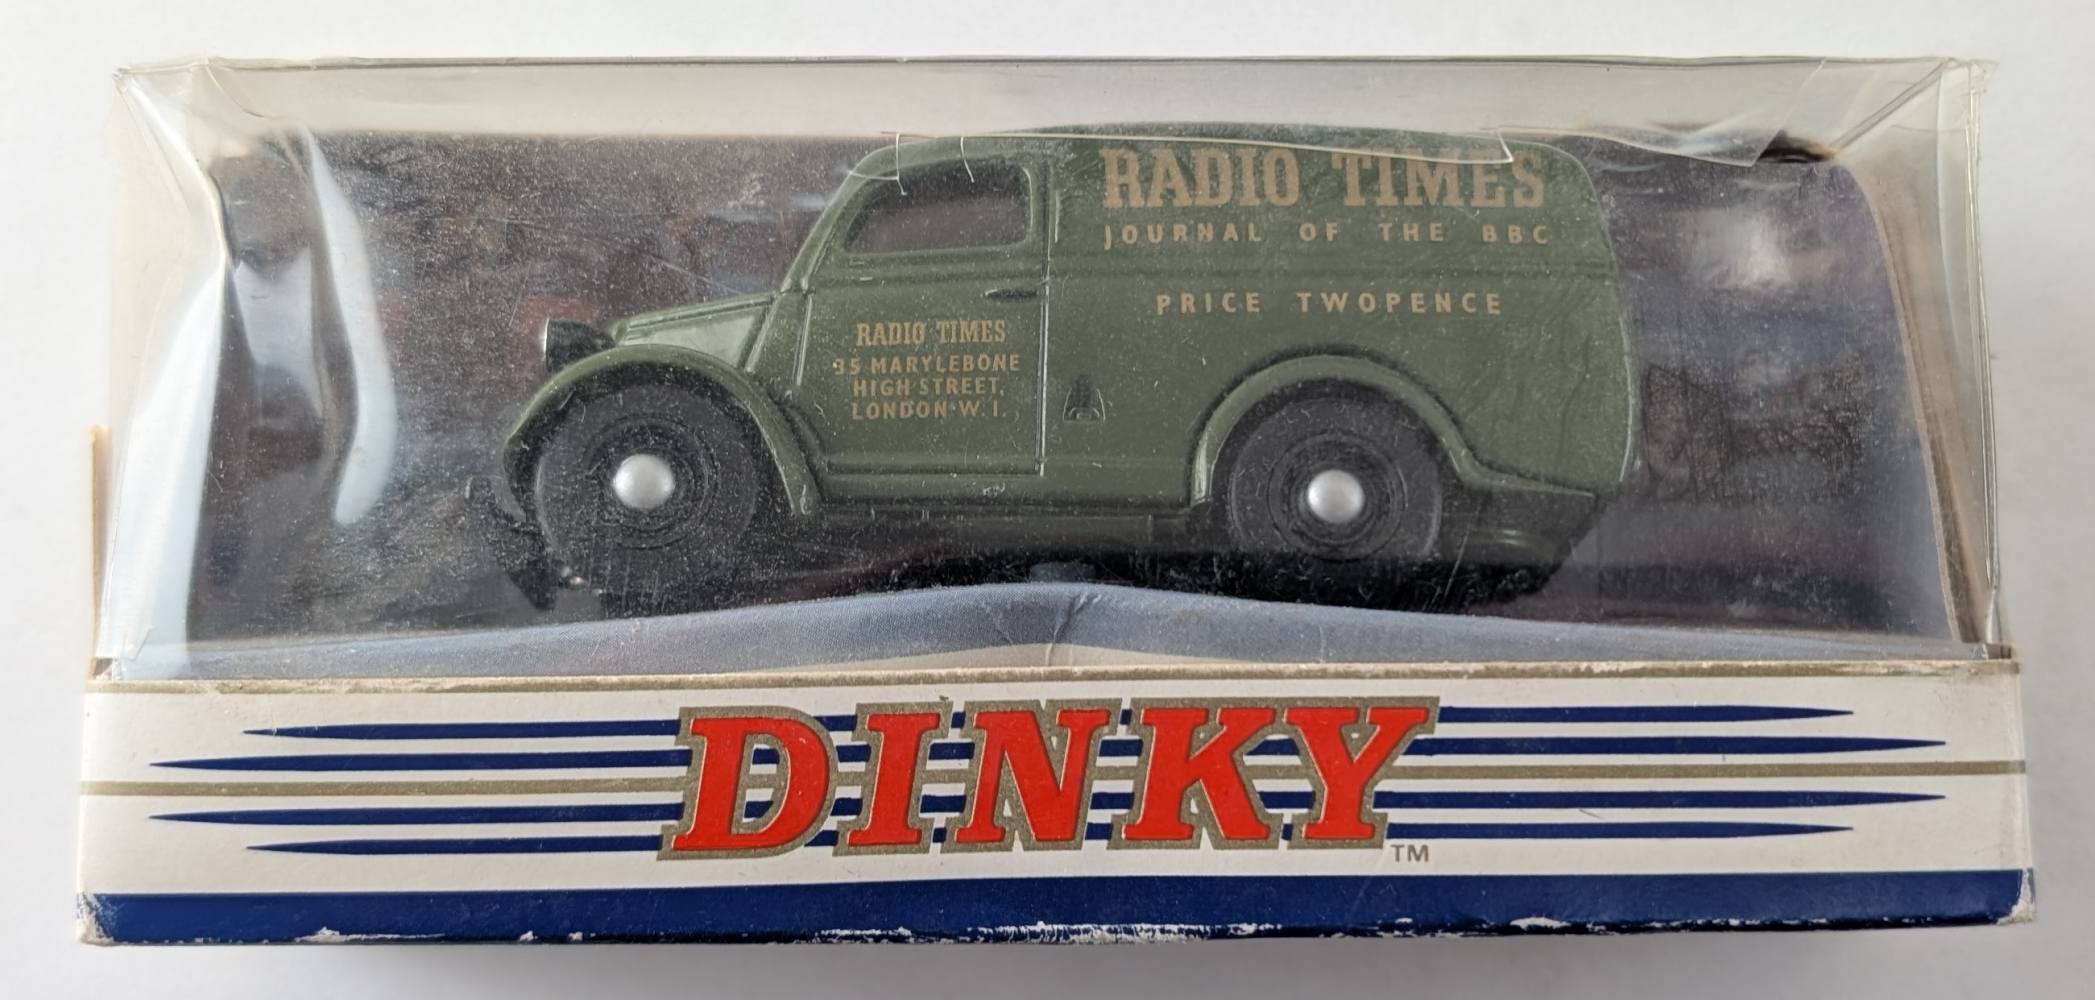 RADIO TIMES
JOURNAL OF THE BBC
PRICE TWOPENCE
RADIO TIMES
35 MARYLEBONE
HIGH STREET,
LONDON·W.1.
DINKY
TM